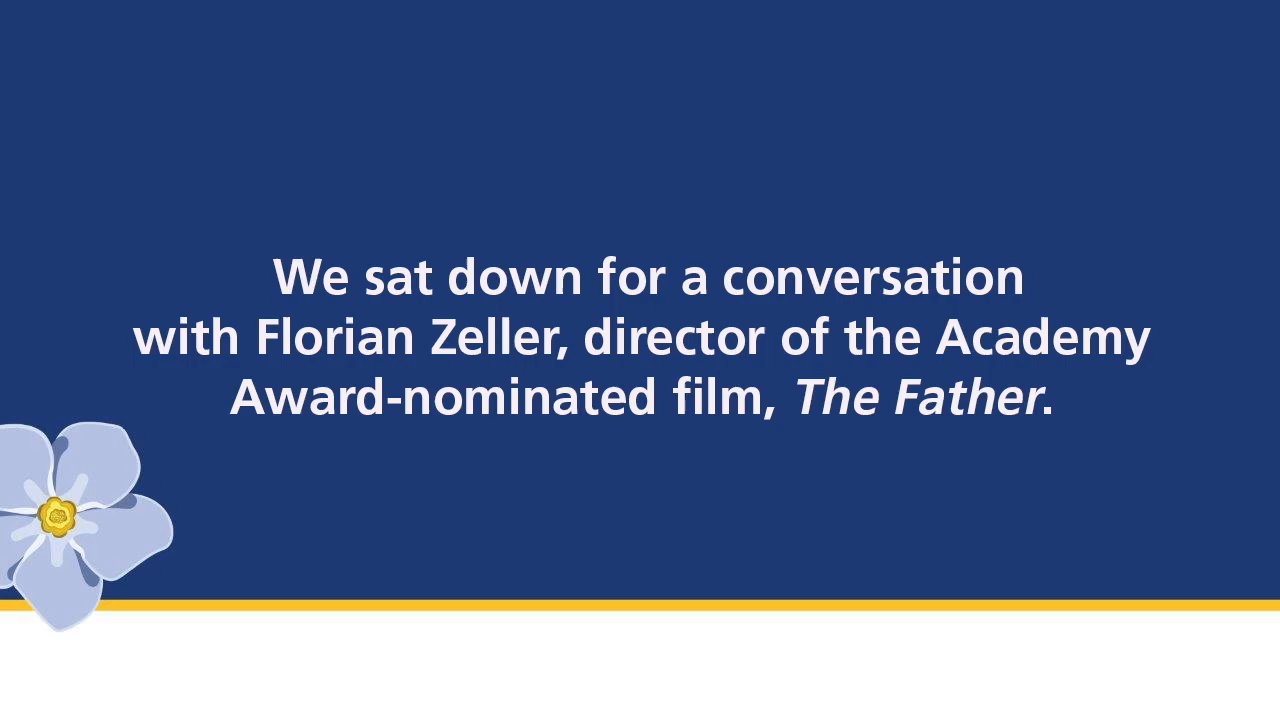 We sat down for a conversation
with Florian Zeller, director of the Academy
Award-nominated film, The Father.